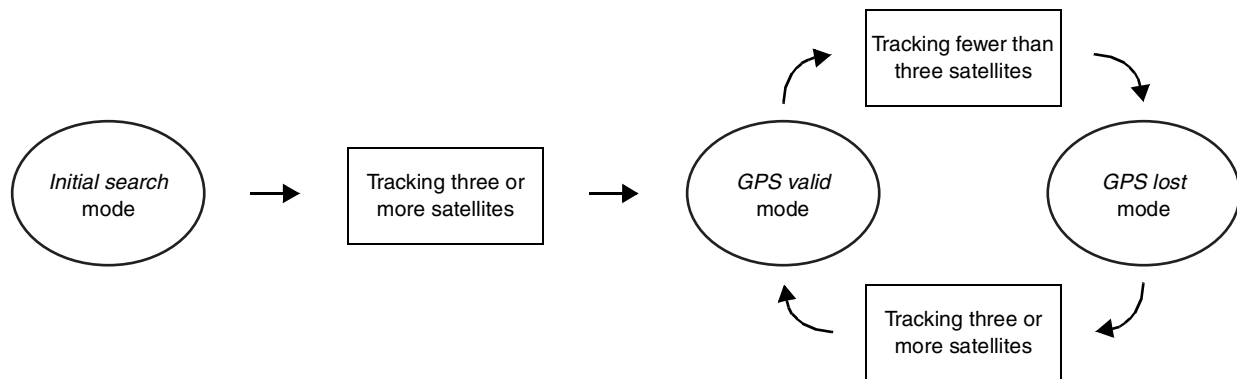 Initial search
mode
Tracking three or
more satellites
GPS valid
mode
Tracking fewer than
three satellites
GPS lost
mode
Tracking three or
more satellites